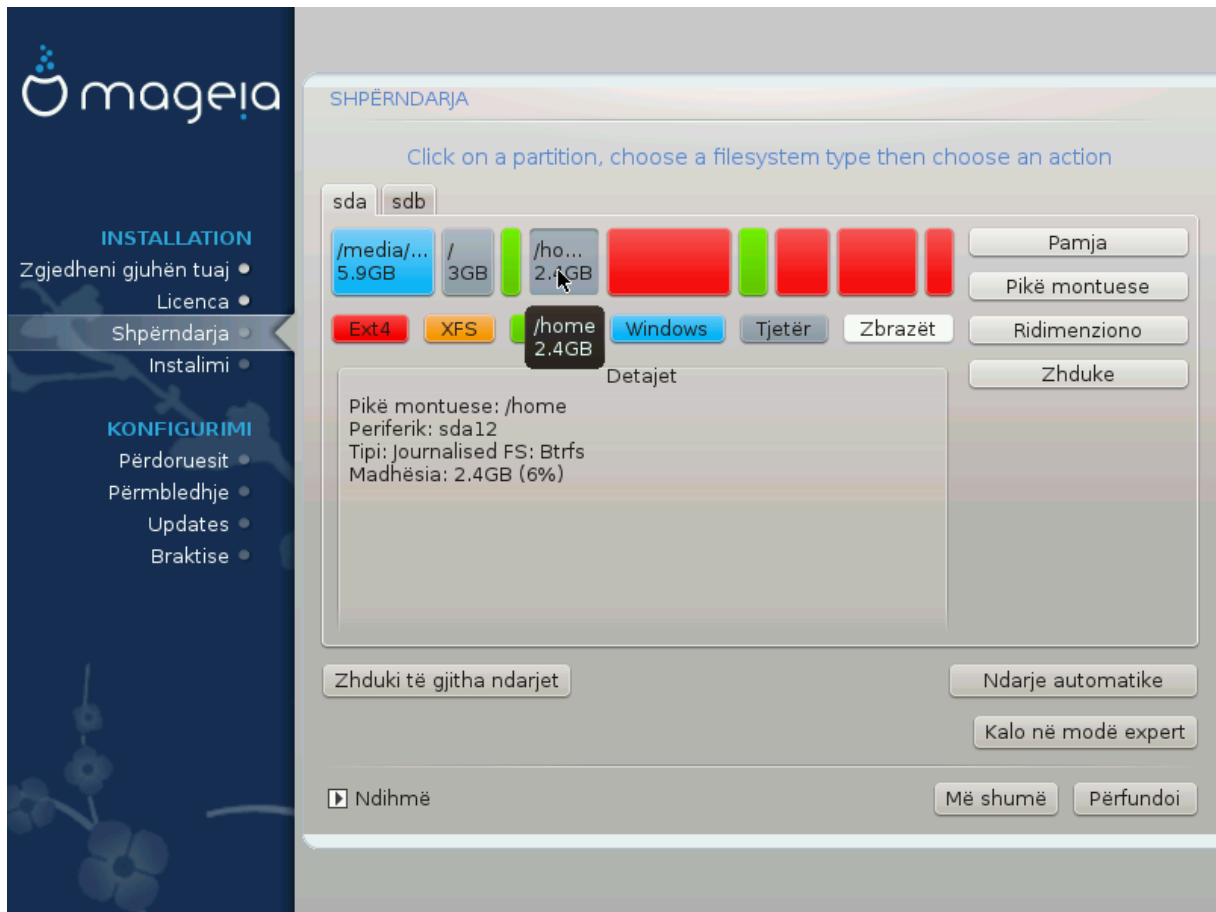 mageia
INSTALLATION
Zgjedheni gjuhën tuaj
Licenca
Shpërndarja
Instalimi
KONFIGURIMI
Përdoruesit
Përmbledhje
Updates
Braktise
SHPËRNDARJA
Click on a partition, choose a filesystem type then choose an action
sda sdb
/media/...
5.9GB
/
3GB
/ho...
2.4GB
Ext4 XFS Windows Tjetër Zbrazët
/home
2.4GB
Pamja
Pikë montuese
Ridimenziono
Zhduke
Detajet
Pikë montuese: /home
Periferik: sda12
Tipi: Journalised FS: Btrfs
Madhësia: 2.4GB (6%)
Zhduki të gjitha ndarjet
Ndarje automatike
Kalo në modë expert
Ndihmë
Më shumë
Përfundoi